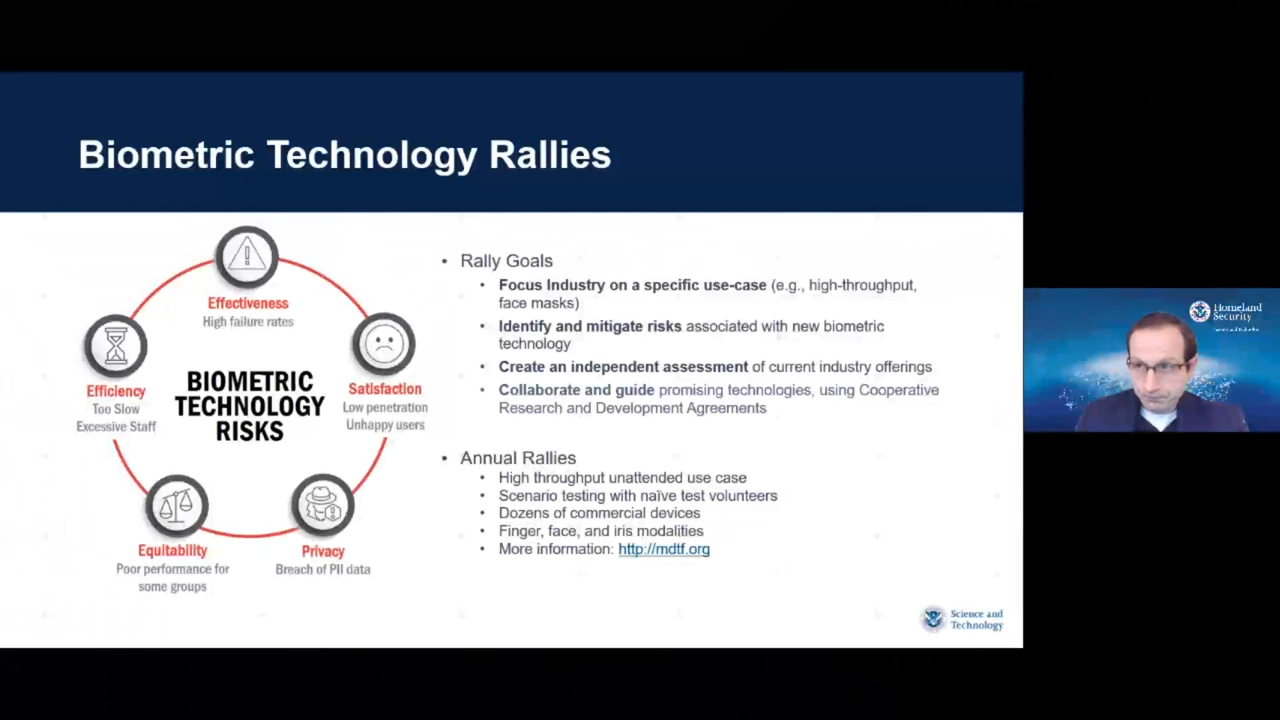 Biometric Technology Rallies
Effectiveness
High failure rates
Efficiency
Too Slow
Excessive Staff
BIOMETRIC
TECHNOLOGY
RISKS
Satisfaction
Low penetration
Unhappy users
Equitability
Poor performance for
some groups
Privacy
Breach of PII data
• Rally Goals
• Focus Industry on a specific use-case (e.g., high-throughput,
face masks)
• Identify and mitigate risks associated with new biometric
technology
• Create an independent assessment of current industry offerings
• Collaborate and guide promising technologies, using Cooperative
Research and Development Agreements
• Annual Rallies
• High throughput unattended use case
• Scenario testing with naïve test volunteers
• Dozens of commercial devices
• Finger, face, and iris modalities
• More information: http://mdtf.org
Science and
Technology
Homeland
Security